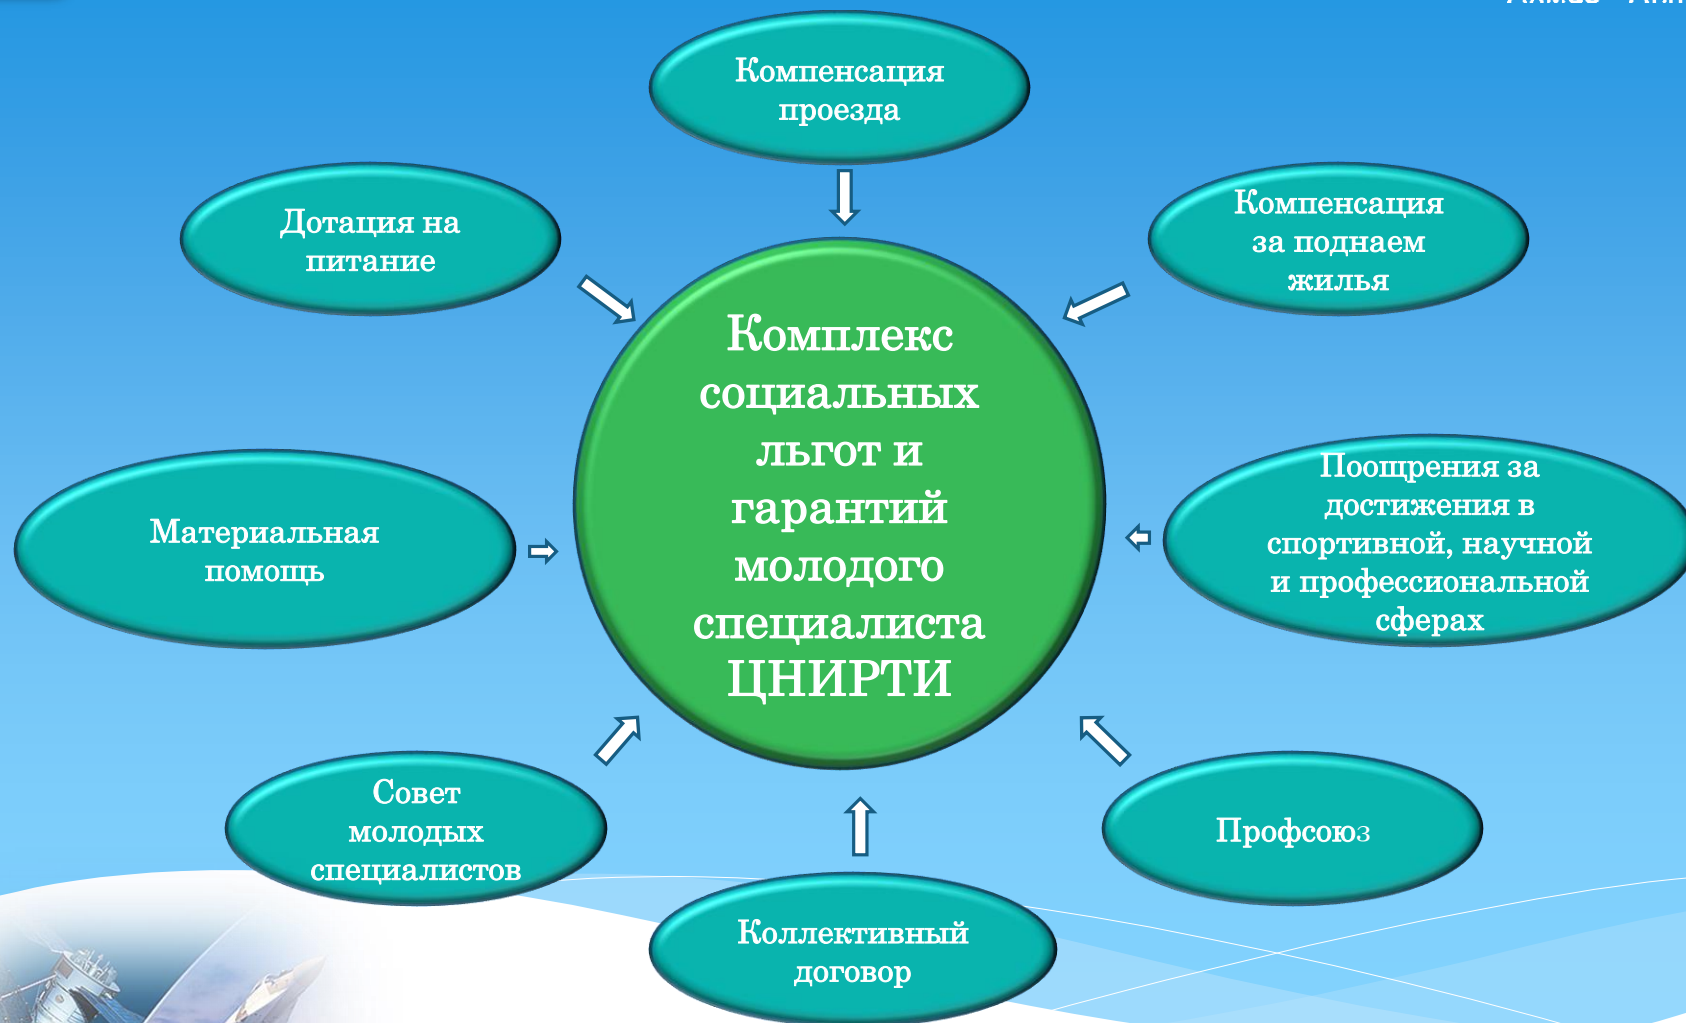 Компенсация
проезда
Дотация на
питание
Компенсация
за поднаем
жилья
Комплекс
социальных
льгот и
гарантий
молодого
специалиста
ЦНИРТИ
Материальная
помощь
Поощрения за
достижения в
спортивной, научной
и профессиональной
сферах
Совет
молодых
специалистов
Профсоюз
Коллективный
договор